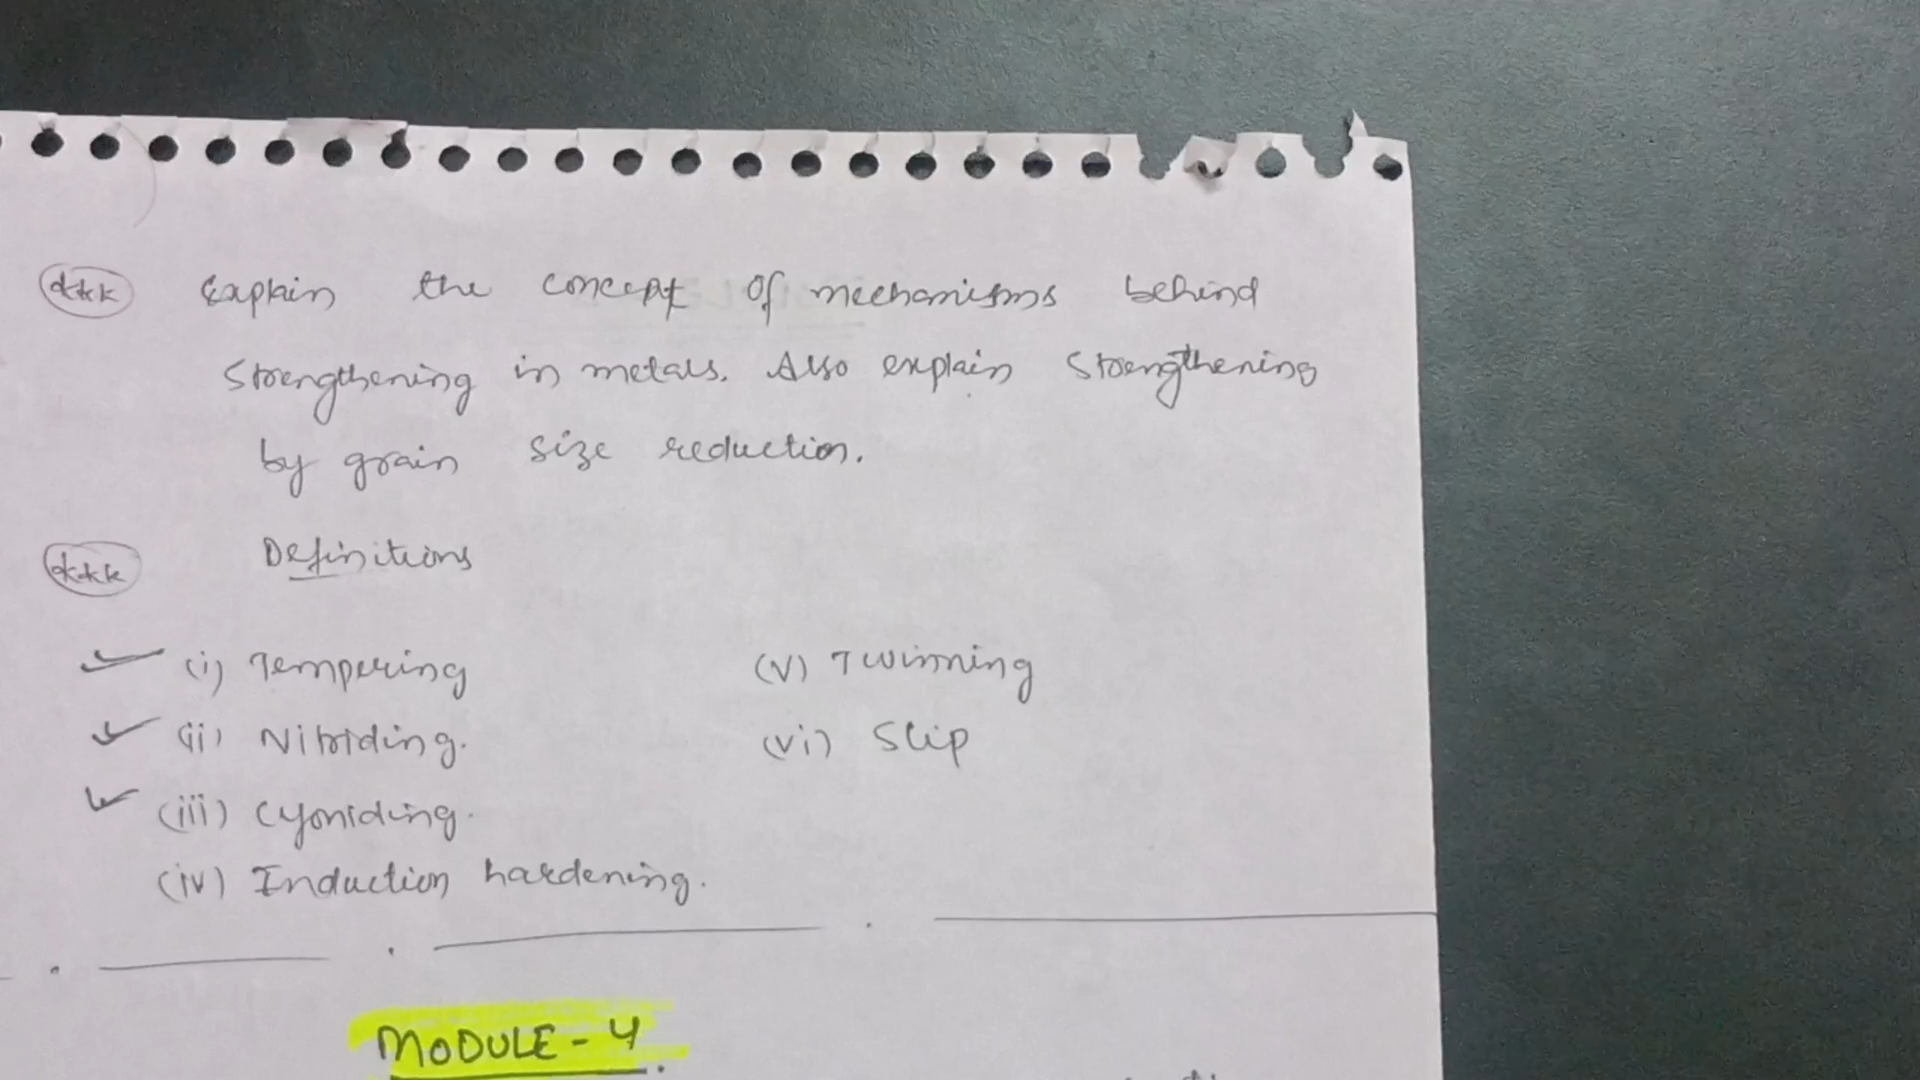 *** Explain the concept of mechanisms behind
strengthening in metals. Also explain strengthening
by grain size reduction.
*** Definitions
(i) Tempering (v) Twinning
(ii) Nitriding. (vi) Slip
(iii) Cyaniding.
(iv) Induction hardening.
MODULE - 4